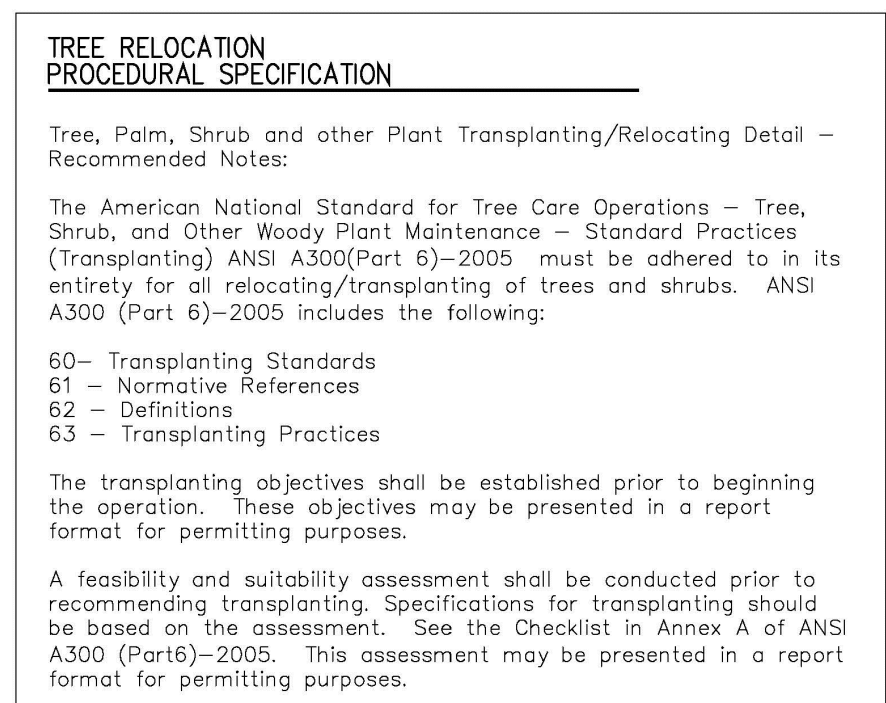 TREE RELOCATION
PROCEDURAL SPECIFICATION
Tree, Palm, Shrub and other Plant Transplanting/Relocating Detail –
Recommended Notes:
The American National Standard for Tree Care Operations – Tree,
Shrub, and Other Woody Plant Maintenance – Standard Practices
(Transplanting) ANSI A300(Part 6)–2005  must be adhered to in its
entirety for all relocating/transplanting of trees and shrubs.  ANSI
A300 (Part 6)–2005 includes the following:
60– Transplanting Standards
61 – Normative References
62 – Definitions
63 – Transplanting Practices
The transplanting objectives shall be established prior to beginning
the operation.  These objectives may be presented in a report
format for permitting purposes.
A feasibility and suitability assessment shall be conducted prior to
recommending transplanting. Specifications for transplanting should
be based on the assessment.  See the Checklist in Annex A of ANSI
A300 (Part6)–2005.  This assessment may be presented in a report
format for permitting purposes.